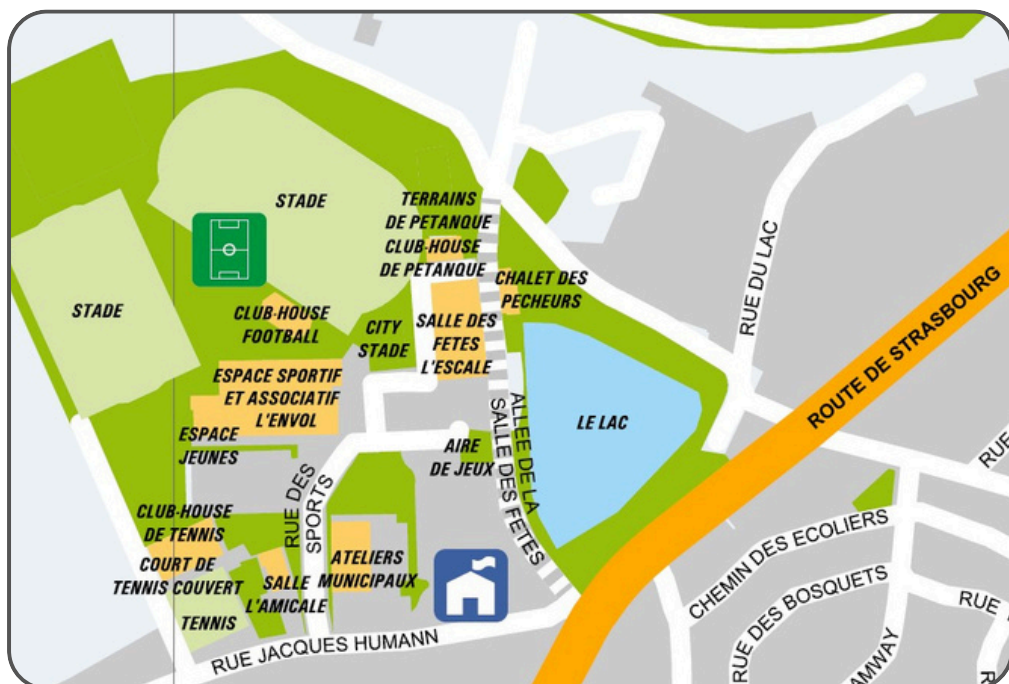 STADE
TERRAINS
DE PETANQUE
CLUB-HOUSE
DE PETANQUE
CHALET DES
PECHEURS
STADE
CLUB-HOUSE
FOOTBALL
CITY
STADE
SALLE DES
FETES
L'ESCALE
RUE DU LAC
ROUTE DE STRASBOURG
ESPACE SPORTIF
ET ASSOCIATIF
L'ENVOL
LE LAC
ESPACE
JEUNES
AIRE
DE JEUX
ALLEE DE LA
SALLE DES FETES
RUE DES
SPORTS
CLUB-HOUSE
DE TENNIS
COURT DE
TENNIS COUVERT
TENNIS
SALLE
L'AMICALE
ATELIERS
MUNICIPAUX
RUE JACQUES HUMANN
CHEMIN DES ECOLIERS
RUE DES BOSQUETS
RUE
RUE